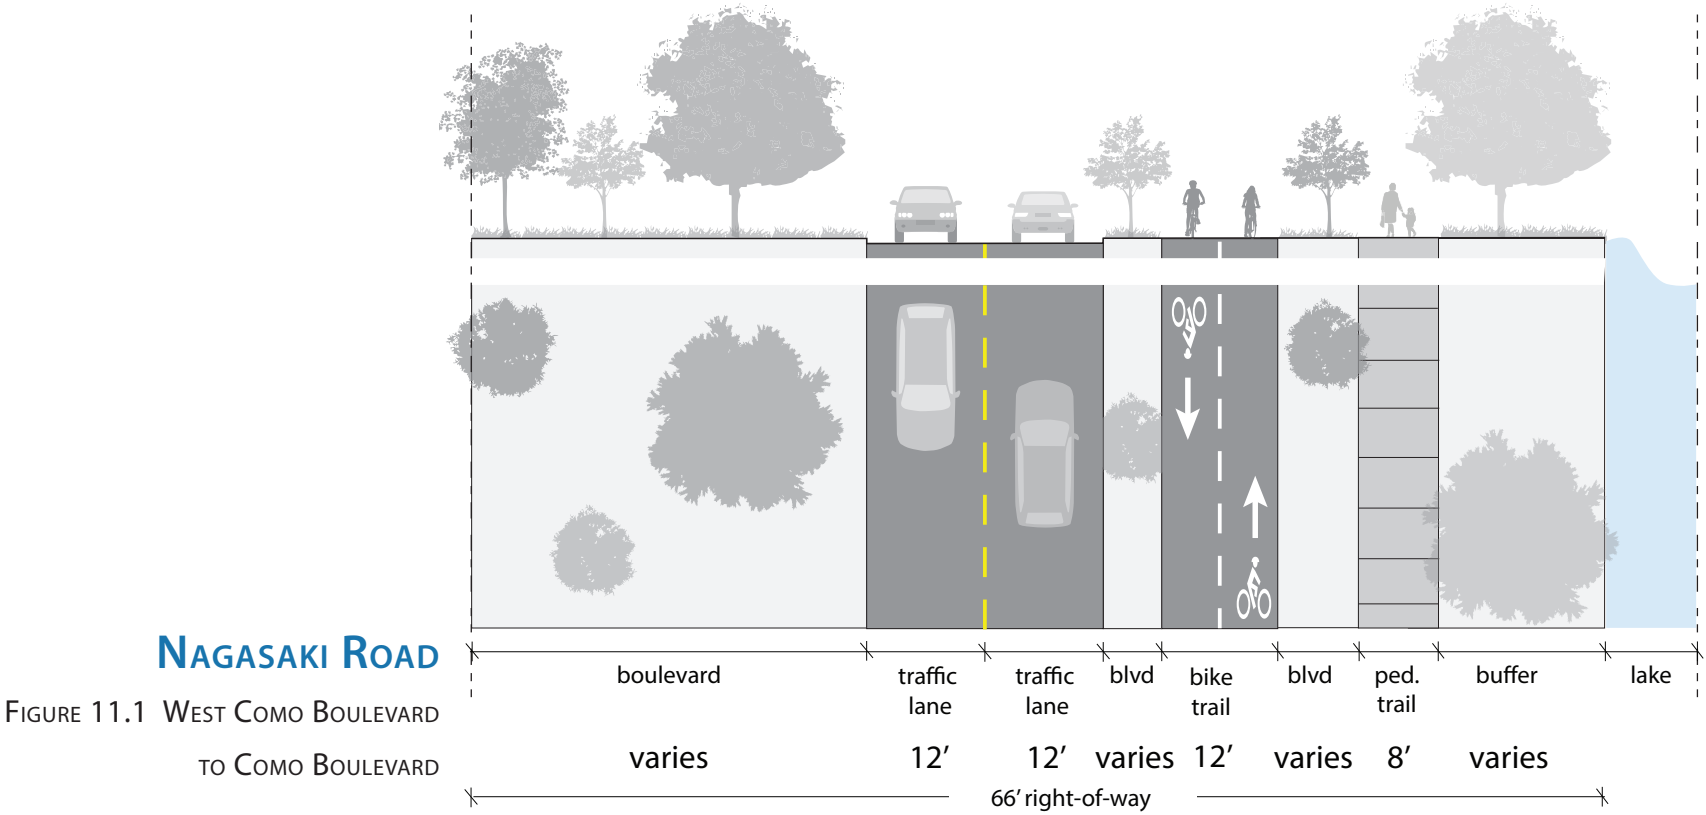 NAGASAKI ROAD
FIGURE 11.1 WEST COMO BOULEVARD
TO COMO BOULEVARD
boulevard
traffic
lane
traffic
lane
blvd
bike
trail
blvd
ped.
trail
buffer
lake
varies
12’
12’
varies
12’
varies
8’
varies
66’ right-of-way